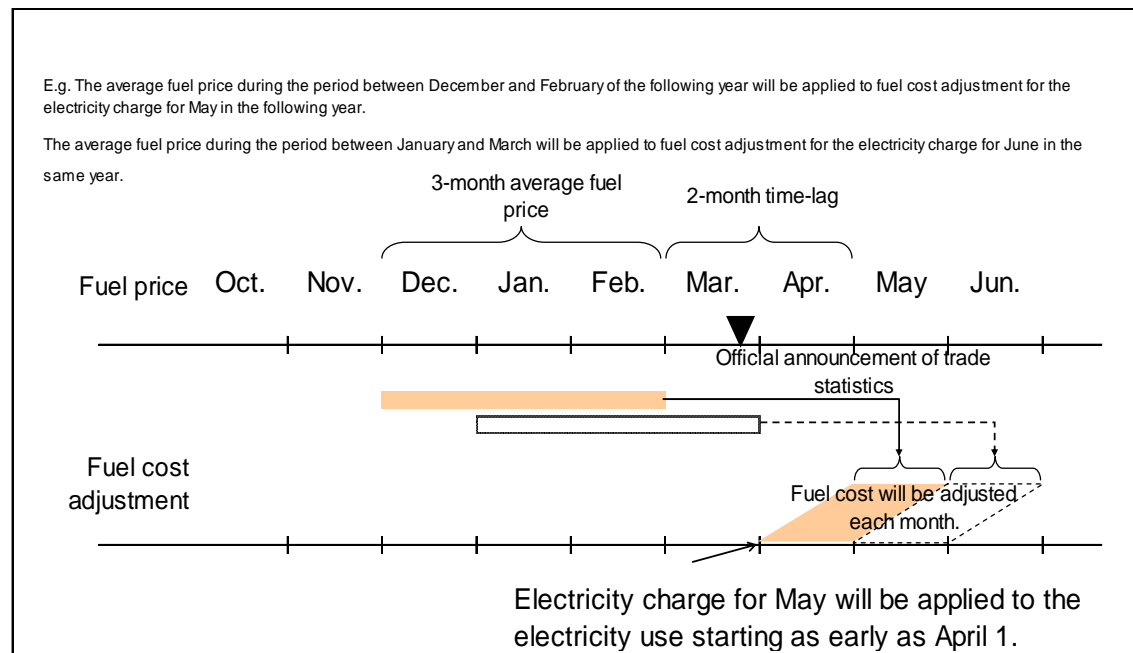 E.g. The average fuel price during the period between December and February of the following year will be applied to fuel cost adjustment for the
electricity charge for May in the following year.
The average fuel price during the period between January and March will be applied to fuel cost adjustment for the electricity charge for June in the
same year.
3-month average fuel
price
2-month time-lag
Fuel price Oct. Nov. Dec. Jan. Feb. Mar. Apr. May Jun.
Official announcement of trade
statistics
Fuel cost
adjustment
Fuel cost will be adjusted
each month.
Electricity charge for May will be applied to the
electricity use starting as early as April 1.